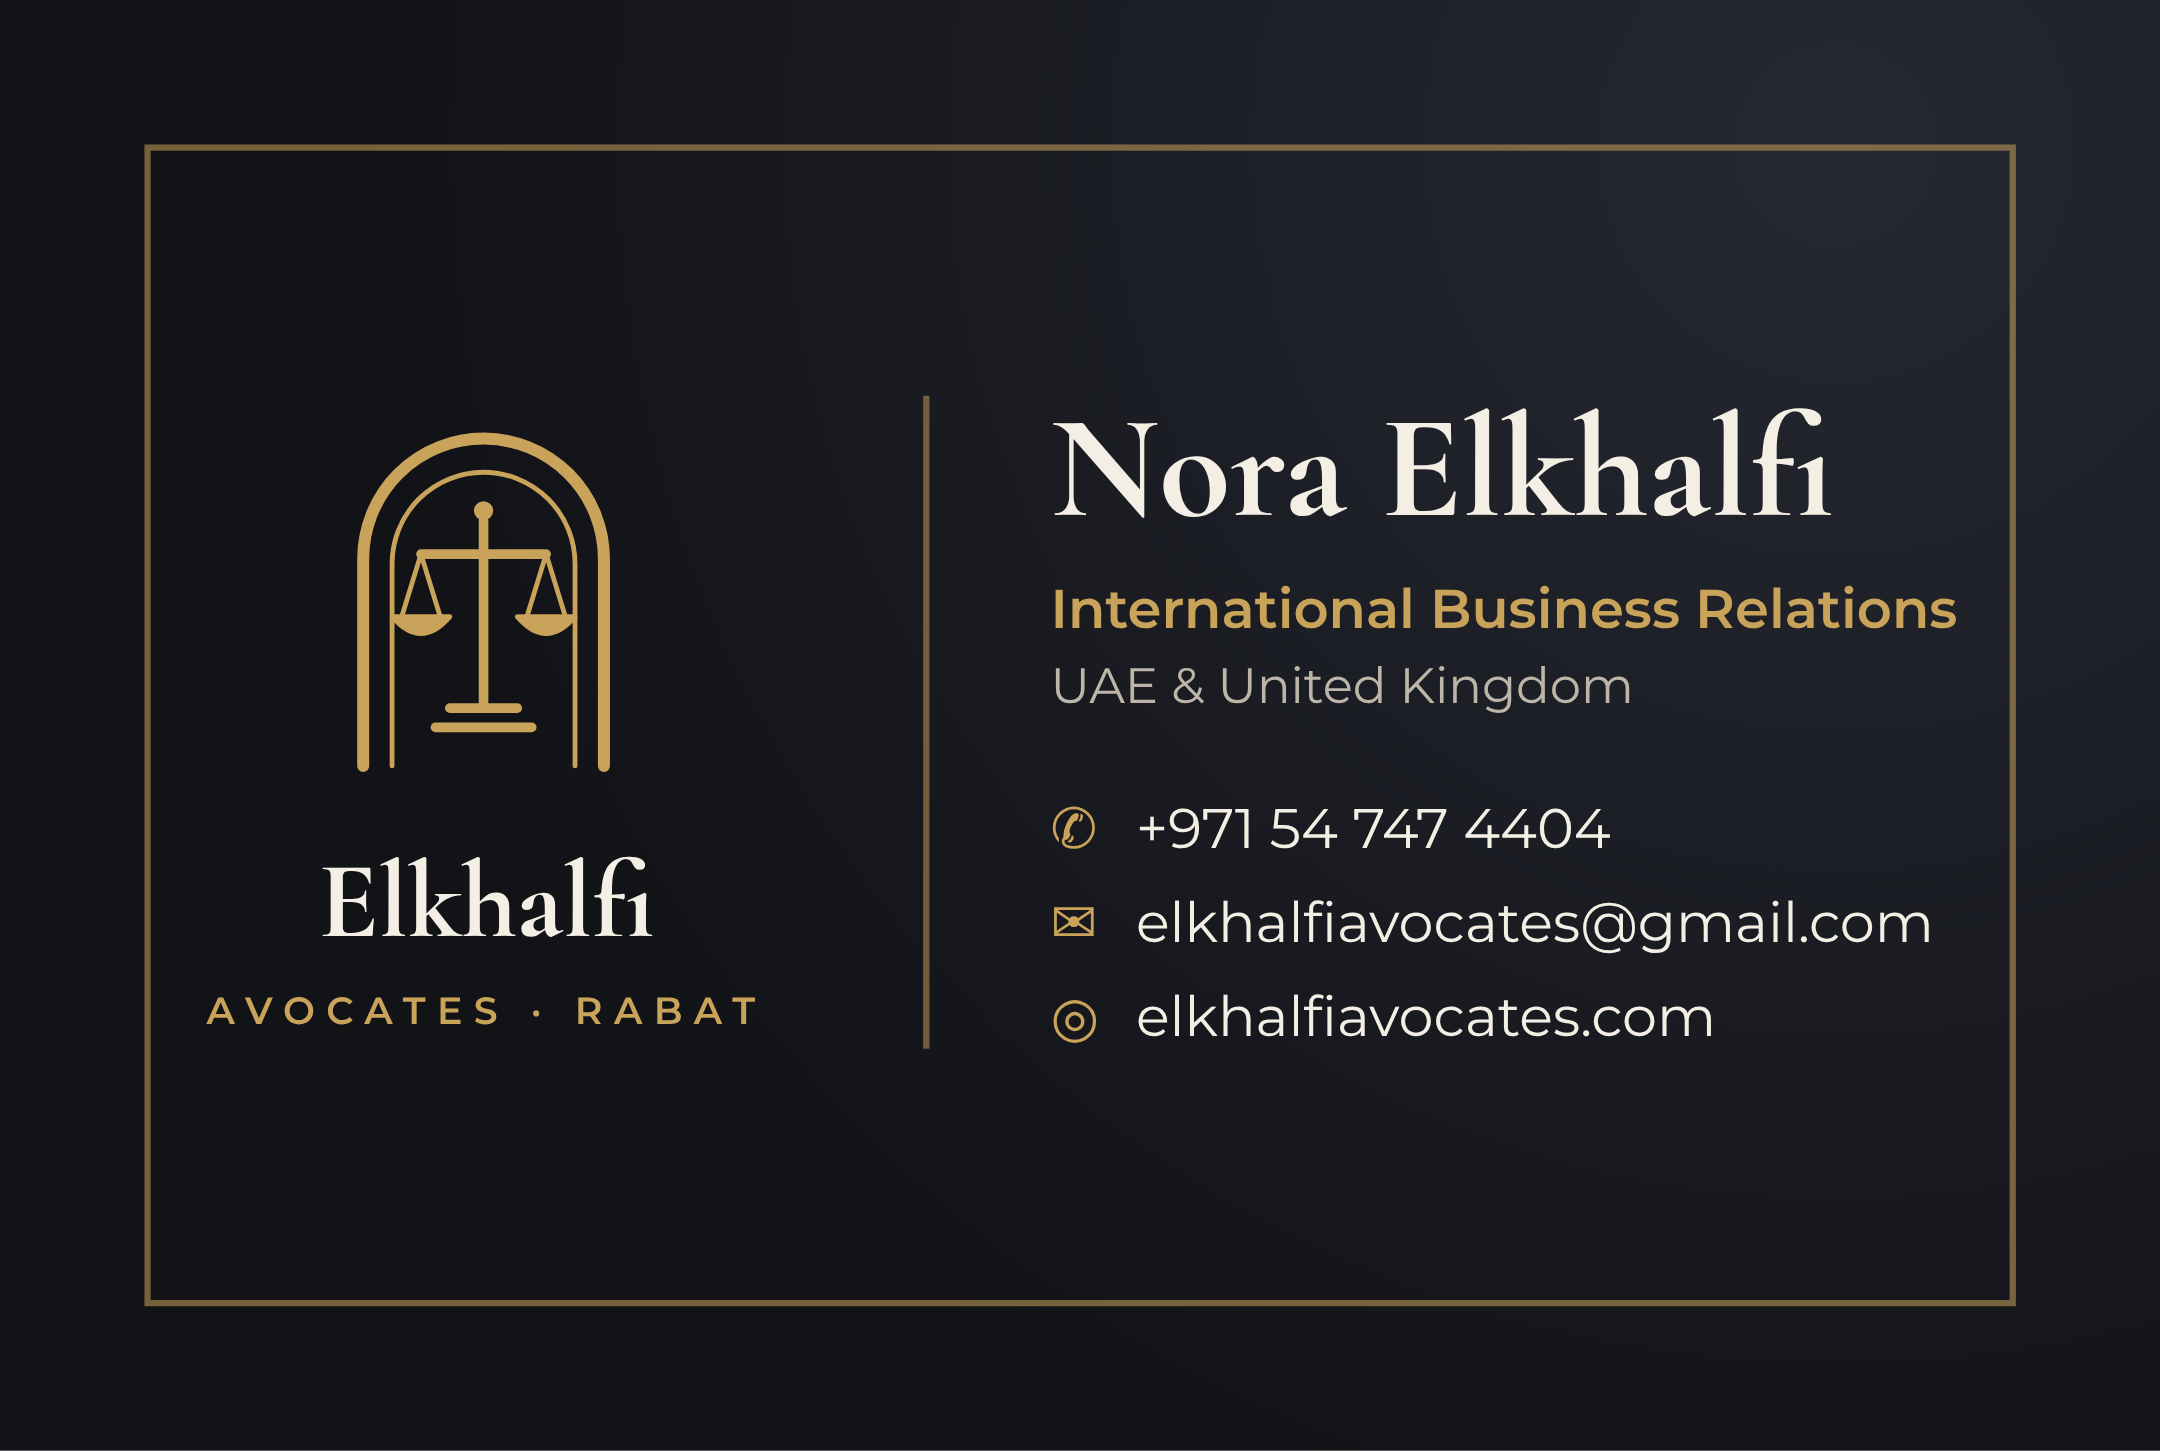 Elkhalfi
AVOCATES · RABAT
Nora Elkhalfi
International Business Relations
UAE & United Kingdom
✆ +971 54 747 4404
✉ elkhalfiavocates@gmail.com
◎ elkhalfiavocates.com